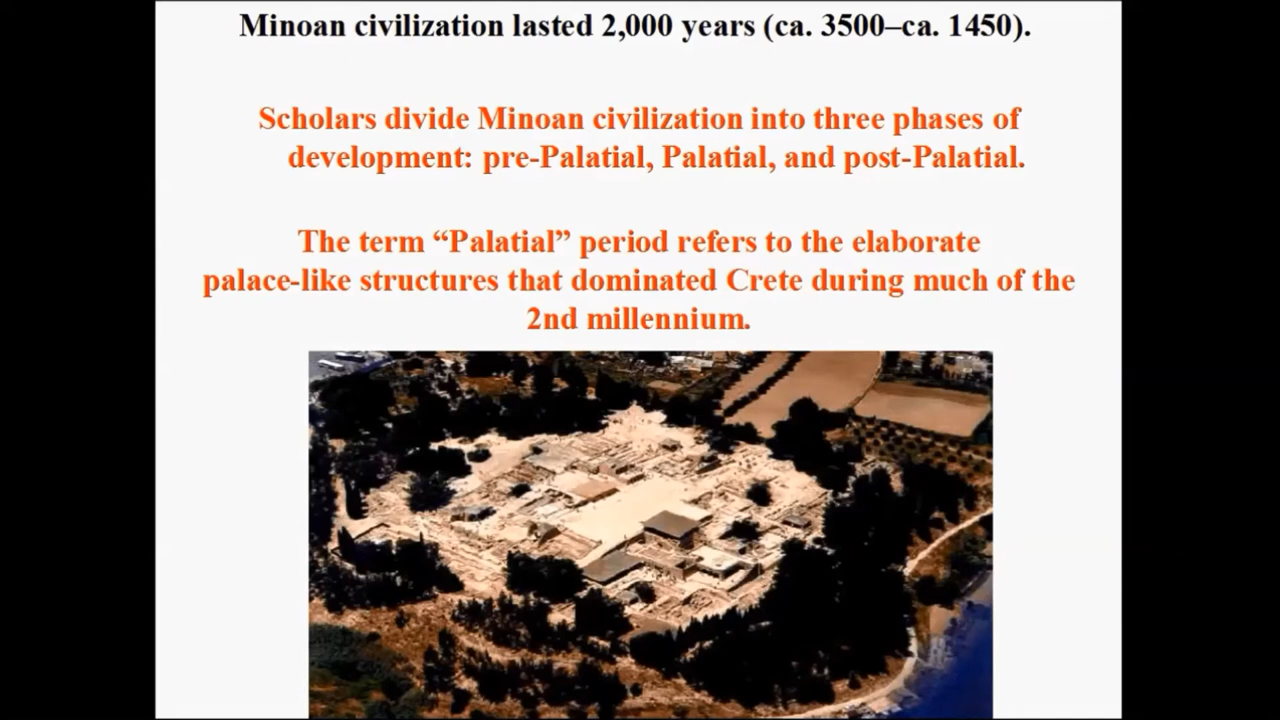 Minoan civilization lasted 2,000 years (ca. 3500–ca. 1450).
Scholars divide Minoan civilization into three phases of
development: pre-Palatial, Palatial, and post-Palatial.
The term “Palatial” period refers to the elaborate
palace-like structures that dominated Crete during much of the
2nd millennium.